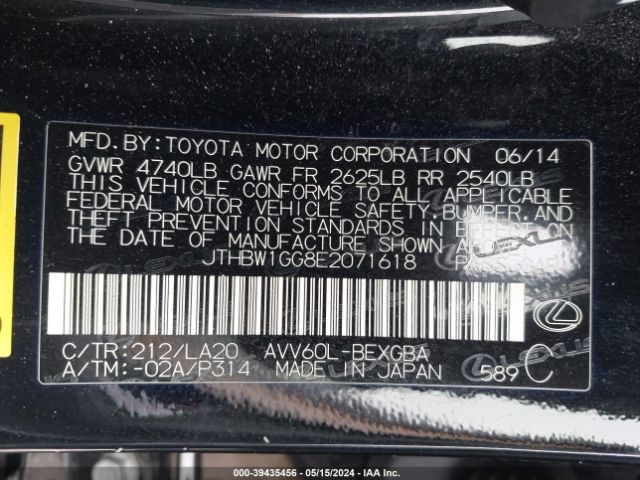 MFD.BY:TOYOTA MOTOR CORPORATION 06/14
GVWR 4740LB GAWR FR 2625LB RR 2540LB
THIS VEHICLE CONFORMS TO ALL APPLICABLE
FEDERAL MOTOR VEHICLE SAFETY, BUMPER, AND
THEFT PREVENTION STANDARDS IN EFFECT ON
THE DATE OF MANUFACTURE SHOWN ABOVE.
JTHBW1GG8E2071618
LEXUS
C/TR:212/LA20 AVV60L-BEXGBA
A/TM:-02A/P314 MADE IN JAPAN 589 C
000-39435456 - 05/15/2024 - IAA Inc.